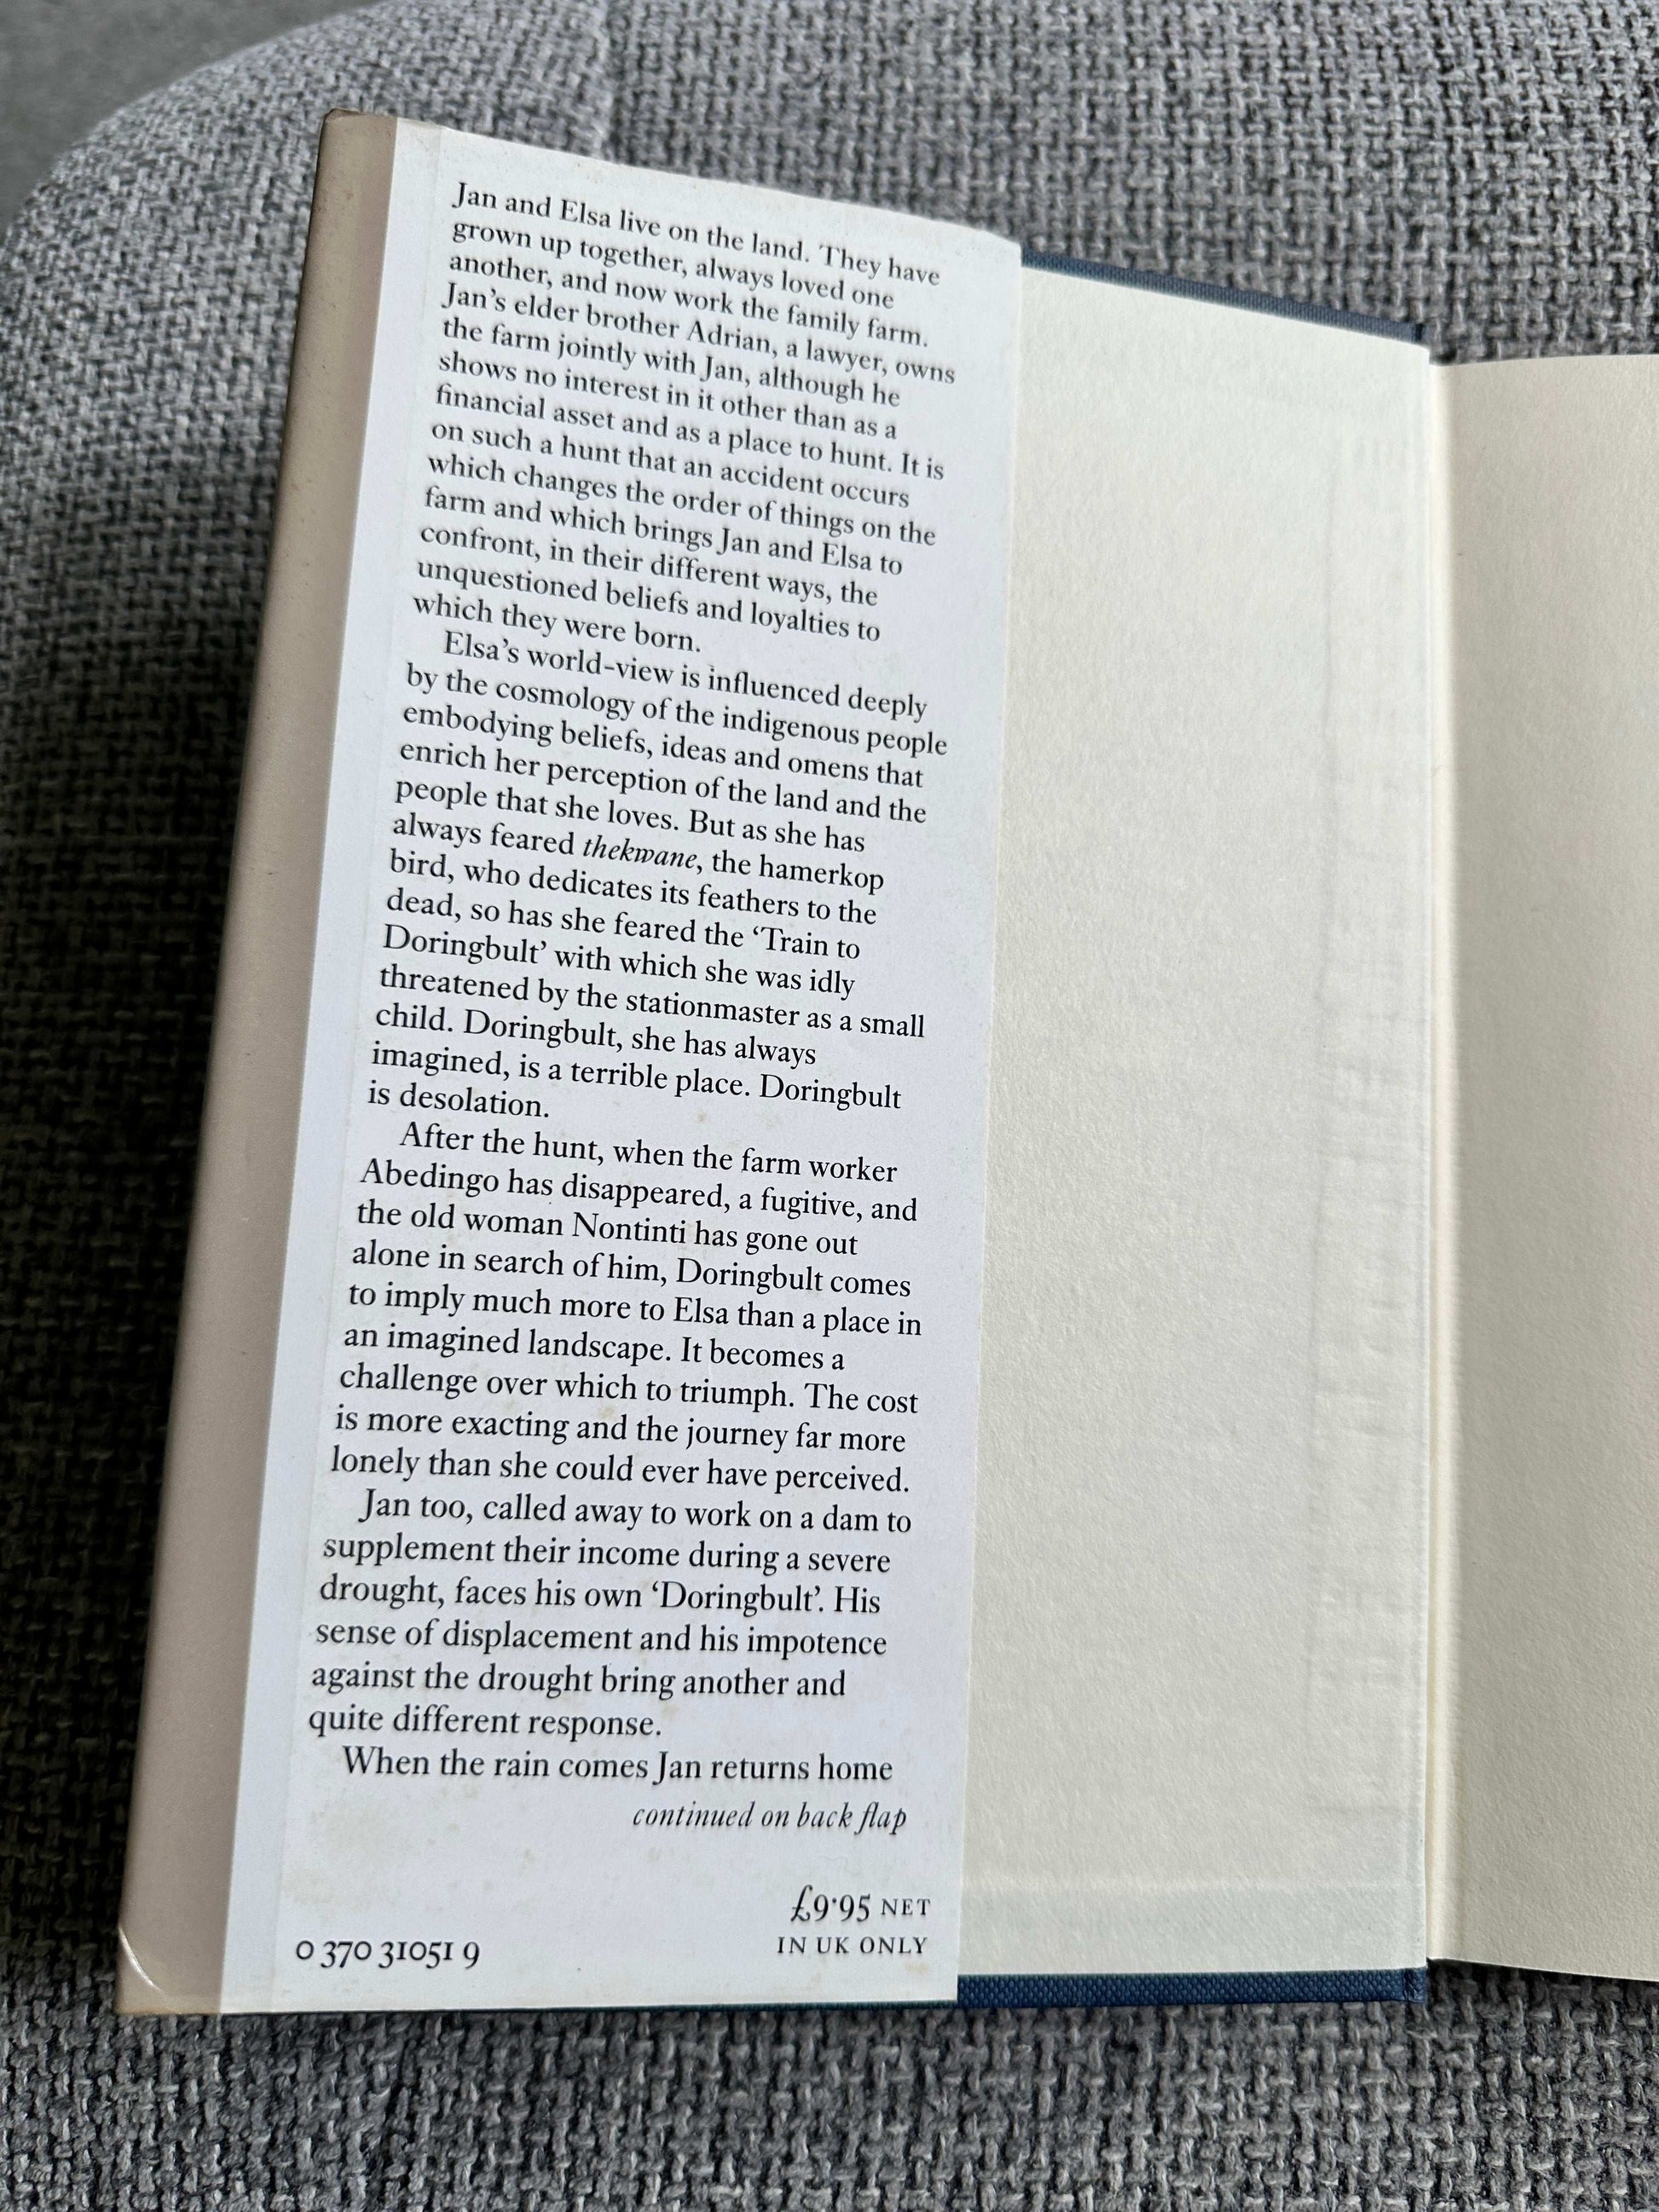 Jan and Elsa live on the land. They have
grown up together, always loved one
another, and now work the family farm.
Jan's elder brother Adrian, a lawyer, owns
the farm jointly with Jan, although he
shows no interest in it other than as a
financial asset and as a place to hunt. It is
on such a hunt that an accident occurs
which changes the order of things on the
farm and which brings Jan and Elsa to
confront, in their different ways, the
unquestioned beliefs and loyalties to
which they were born.
Elsa's world-view is influenced deeply
by the cosmology of the indigenous people
embodying beliefs, ideas and omens that
enrich her perception of the land and the
people that she loves. But as she has
always feared thekwane, the hamerkop
bird, who dedicates its feathers to the
dead, so has she feared the ‘Train to
Doringbult’ with which she was idly
threatened by the stationmaster as a small
child. Doringbult, she has always
imagined, is a terrible place. Doringbult
is desolation.
After the hunt, when the farm worker
Abedingo has disappeared, a fugitive, and
the old woman Nontinti has gone out
alone in search of him, Doringbult comes
to imply much more to Elsa than a place in
an imagined landscape. It becomes a
challenge over which to triumph. The cost
is more exacting and the journey far more
lonely than she could ever have perceived.
Jan too, called away to work on a dam to
supplement their income during a severe
drought, faces his own ‘Doringbult’. His
sense of displacement and his impotence
against the drought bring another and
quite different response.
When the rain comes Jan returns home
continued on back flap
£9·95 NET
IN UK ONLY
0 370 31051 9